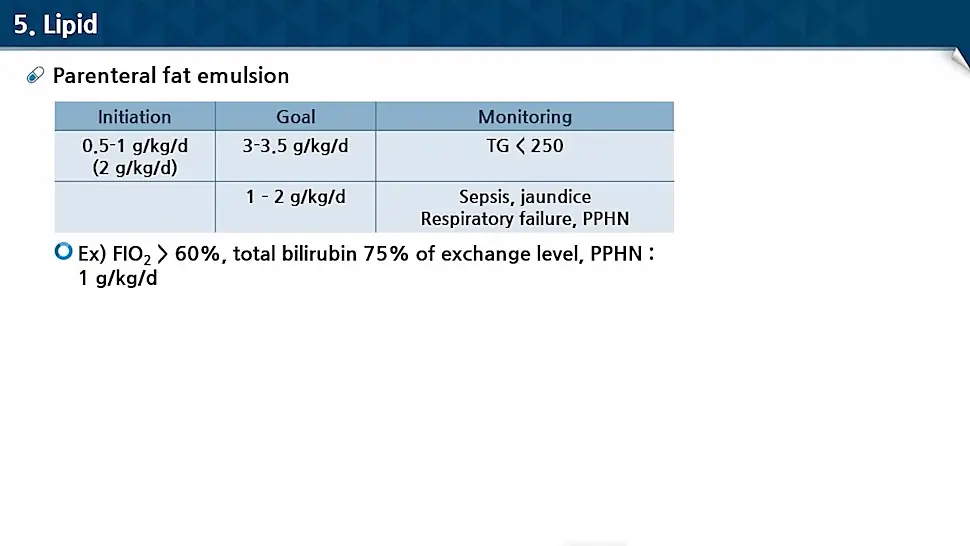 5. Lipid
Parenteral fat emulsion
Initiation Goal Monitoring
0.5-1 g/kg/d 3-3.5 g/kg/d TG < 250
(2 g/kg/d)
1 - 2 g/kg/d Sepsis, jaundice
Respiratory failure, PPHN
Ex) FIO₂ > 60%, total bilirubin 75% of exchange level, PPHN :
1 g/kg/d